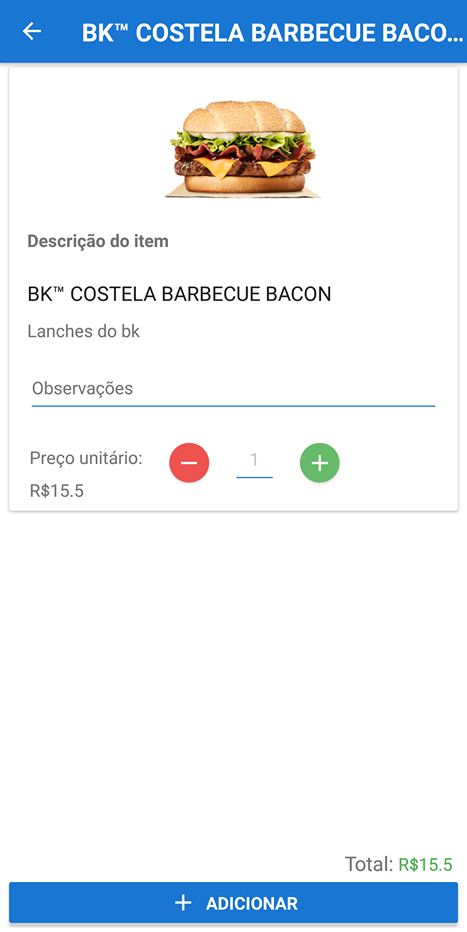 BK™ COSTELA BARBECUE BACO...
Descrição do item
BK™ COSTELA BARBECUE BACON
Lanches do bk
Observações
Preço unitário:
1
R$15.5
Total: R$15.5
ADICIONAR